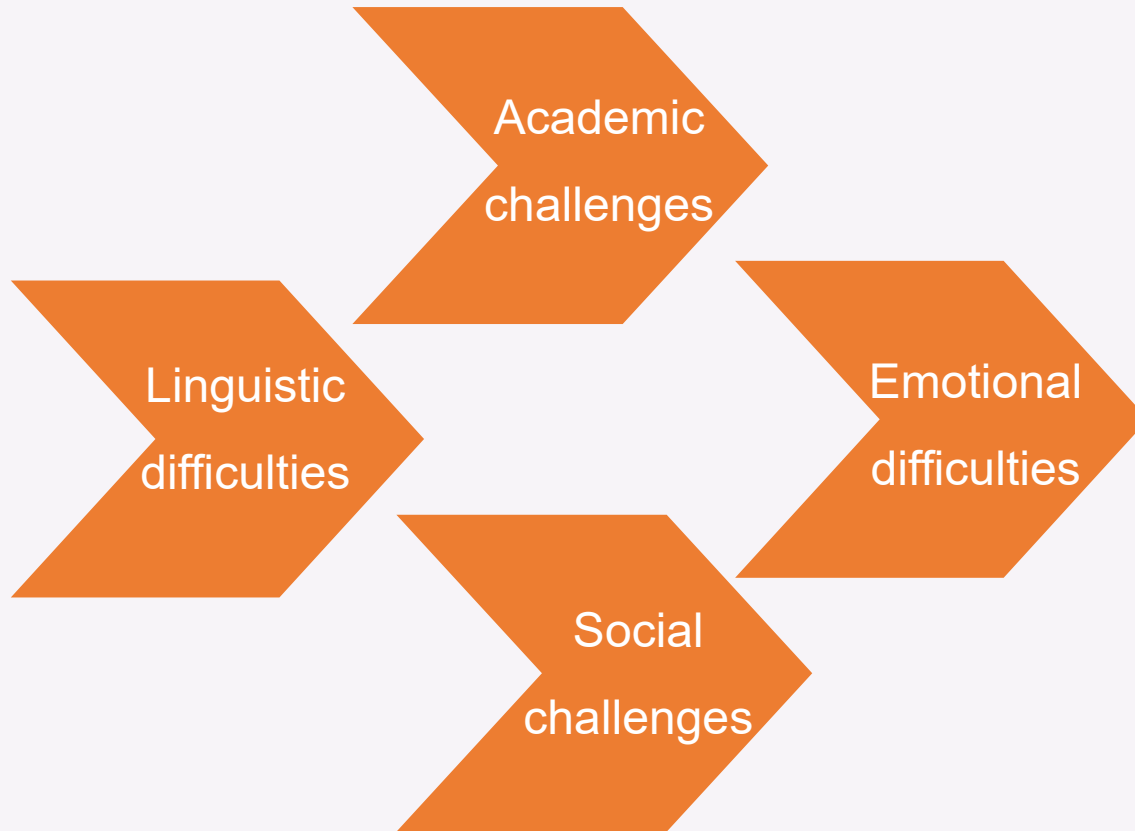 Academic
challenges
Linguistic
difficulties
Emotional
difficulties
Social
challenges